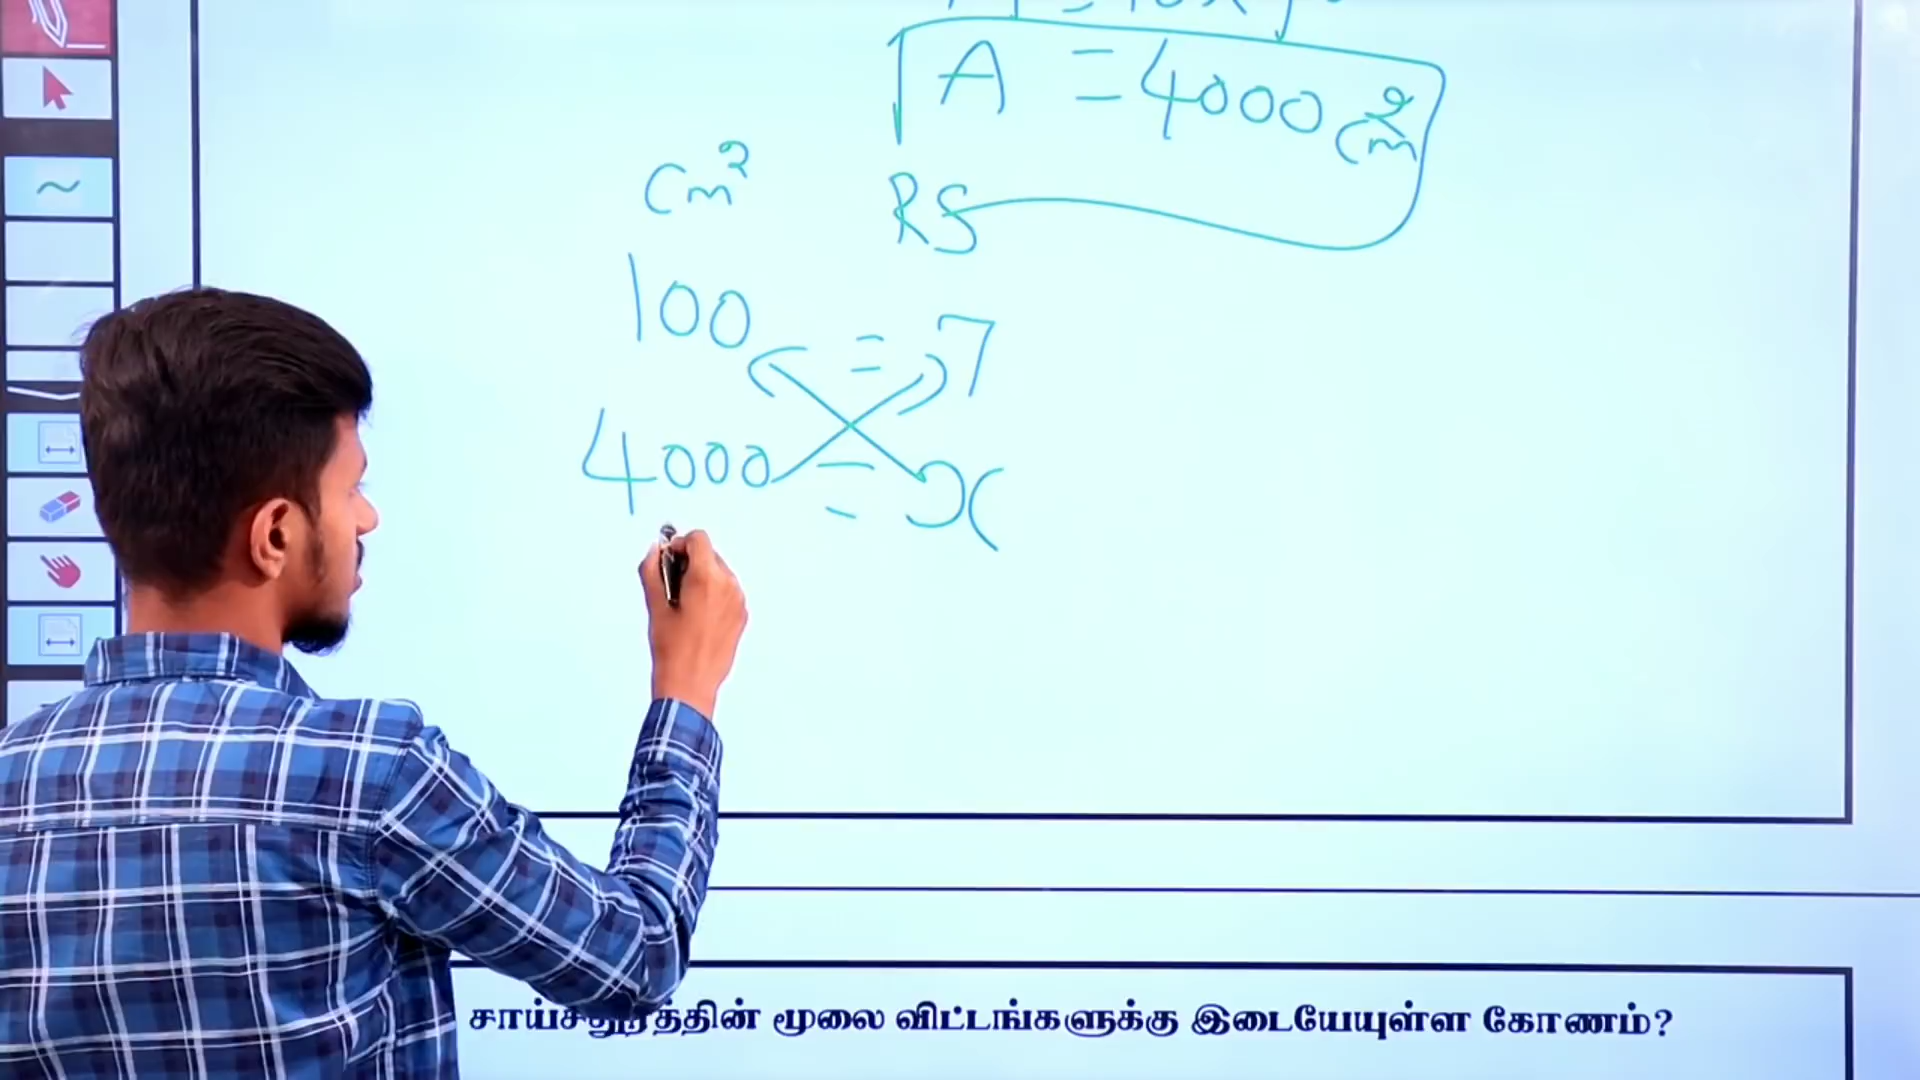 A = 4000 cm²
cm² RS
100 = 7
4000 = x
சாய்சதுரத்தின் மூலை விட்டங்களுக்கு இடையேயுள்ள கோணம்?